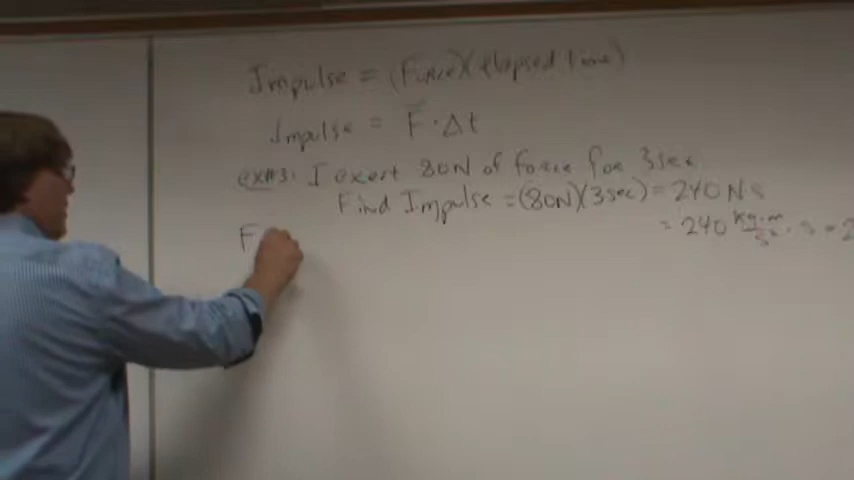 Impulse = (Force)(elapsed time)
Impulse = F⃗ · Δt
ex#3: I exert 80N of force for 3sec
Find Impulse = (80N)(3sec) = 240 N s
= 240 kg·m/s² · s = 2
F